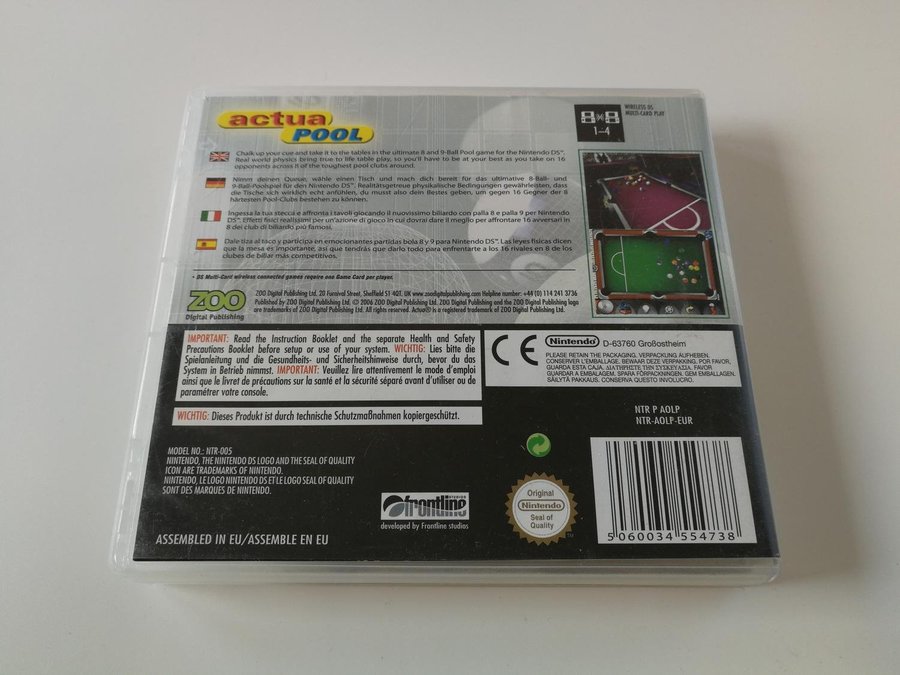 actua
POOL
WIRELESS DS
MULTI-CARD PLAY
1-4
Chalk up your cue and take it to the tables in the ultimate 8 and 9-Ball Pool game for the Nintendo DS™.
Real world physics bring true to life table play, so you'll have to be at your best as you take on 16
opponents across 8 of the toughest pool clubs around.
Nimm deinen Queue, wähle einen Tisch und mach dich bereit für das ultimative 8-Ball- und
9-Ball-Poolspiel für den Nintendo DS™. Realitätsgetreue physikalische Bedingungen gewährleisten, dass
die Tische sich wirklich echt anfühlen, du musst also dein Bestes geben, um gegen 16 Gegner der 8
härtesten Pool-Clubs bestehen zu können.
Ingessa la tua stecca e affronta i tavoli giocando il nuovissimo biliardo con palla 8 e palla 9 per Nintendo
DS™. Effetti fisici realissimi per un'azione di gioco in cui dovrai dare il meglio per affrontare 16 avversari in
8 dei club di biliardo più famosi.
Dale tiza al taco y participa en emocionantes partidas bola 8 y 9 para Nintendo DS™. Las leyes físicas dicen
que la mesa es importante, así que tendrás que darlo todo para enfrentarte a los 16 rivales en 8 de los
clubes de billar más competitivos.
• DS Multi-Card wireless connected games require one Game Card per player.
ZOO
Digital Publishing
ZOO Digital Publishing Ltd. 20 Furnival Street, Sheffield S1 4QT. UK www.zoodigitalpublishing.com Helpline number: +44 (0) 114 241 3736
Published by ZOO Digital Publishing Ltd. © 2006 ZOO Digital Publishing Ltd. ZOO Digital Publishing and the ZOO Digital Publishing logo
are trademarks of ZOO Digital Publishing Ltd. All rights reserved. Actua® is a registered trademark of ZOO Digital Publishing Ltd.
IMPORTANT: Read the Instruction Booklet and the separate Health and Safety
Precautions Booklet before setup or use of your system. WICHTIG: Lies bitte die
Spielanleitung und die Gesundheits- und Sicherheitshinweise durch, bevor du das
System in Betrieb nimmst. IMPORTANT: Veuillez lire attentivement le mode d'emploi
ainsi que le livret de précautions sur la santé et la sécurité séparé avant d'utiliser ou de
paramétrer votre console.
WICHTIG: Dieses Produkt ist durch technische Schutzmaßnahmen kopiergeschützt.
CE
Nintendo D-63760 Großostheim
PLEASE RETAIN THE PACKAGING. VERPACKUNG AUFHEBEN.
CONSERVER L'EMBALLAGE. BEWAAR DEZE VERPAKKING. POR FAVOR,
GUARDA ESTA CAJA. ΔΙΑΤΗΡΗΣΤΕ ΤΗΝ ΣΥΣΚΕΥΑΣΙΑ. FAVOR
GUARDAR A EMBALAGEM. SPARA FÖRPACKNINGEN. GEM EMBALLAGEN.
SÄILYTÄ PAKKAUS. CONSERVA QUESTO INVOLUCRO.
NTR P AOLP
NTR-AOLP-EUR
MODEL NO.: NTR-005
NINTENDO, THE NINTENDO DS LOGO AND THE SEAL OF QUALITY
ICON ARE TRADEMARKS OF NINTENDO.
NINTENDO, LE LOGO NINTENDO DS ET LE LOGO SEAL OF QUALITY
SONT DES MARQUES DE NINTENDO.
frontline
STUDIOS
developed by Frontline studios
Original
Nintendo
Seal of
Quality
TM
ASSEMBLED IN EU/ASSEMBLE EN EU
5 060034 554738